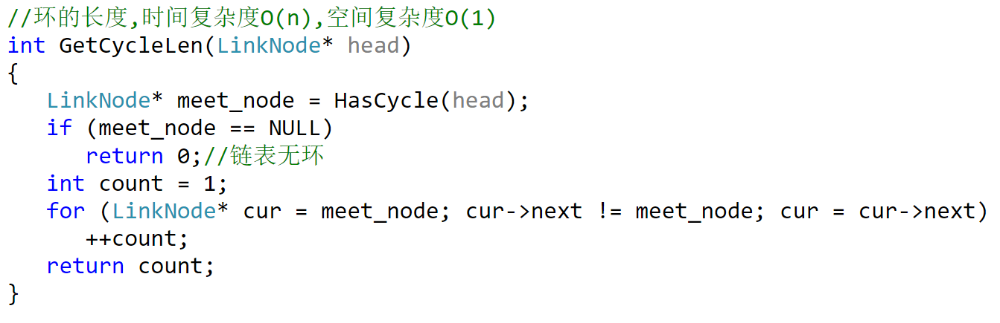 //环的长度,时间复杂度O(n),空间复杂度O(1)
int GetCycleLen(LinkNode* head)
{
   LinkNode* meet_node = HasCycle(head);
   if (meet_node == NULL)
      return 0;//链表无环
   int count = 1;
   for (LinkNode* cur = meet_node; cur->next != meet_node; cur = cur->next)
      ++count;
   return count;
}